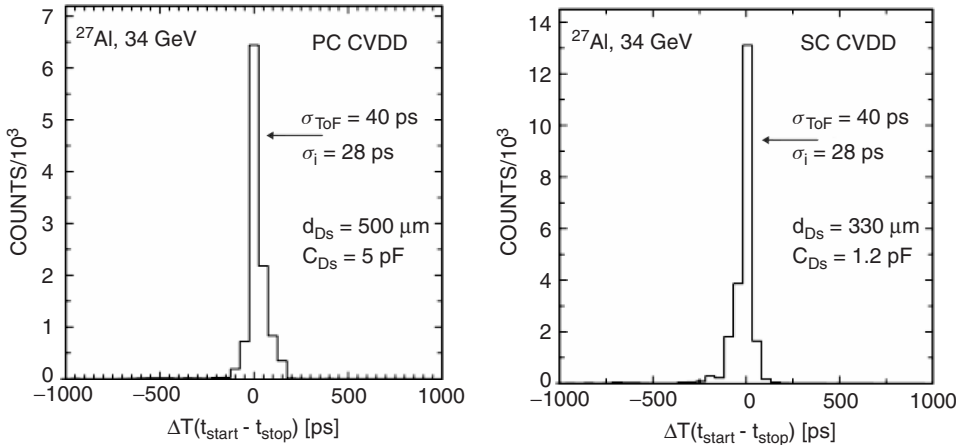 7
6
5
4
3
2
1
0
COUNTS/10³
²⁷Al, 34 GeV
PC CVDD
σ_ToF = 40 ps
σ_i = 28 ps
d_Ds = 500 μm
C_Ds = 5 pF
−1000
−500
0
500
1000
ΔT(t_start - t_stop) [ps]
14
12
10
8
6
4
2
0
COUNTS/10³
²⁷Al, 34 GeV
SC CVDD
σ_ToF = 40 ps
σ_i = 28 ps
d_Ds = 330 μm
C_Ds = 1.2 pF
−1000
−500
0
500
1000
ΔT(t_start - t_stop) [ps]